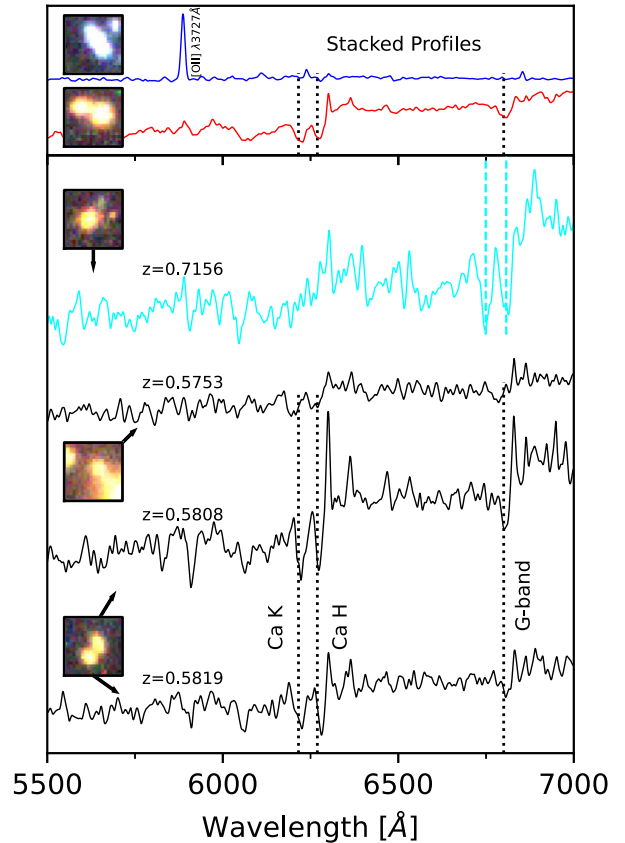 [OII] λ3727Å
Stacked Profiles
z=0.7156
z=0.5753
z=0.5808
Ca K
Ca H
G-band
z=0.5819
5500
6000
6500
7000
Wavelength [Å]